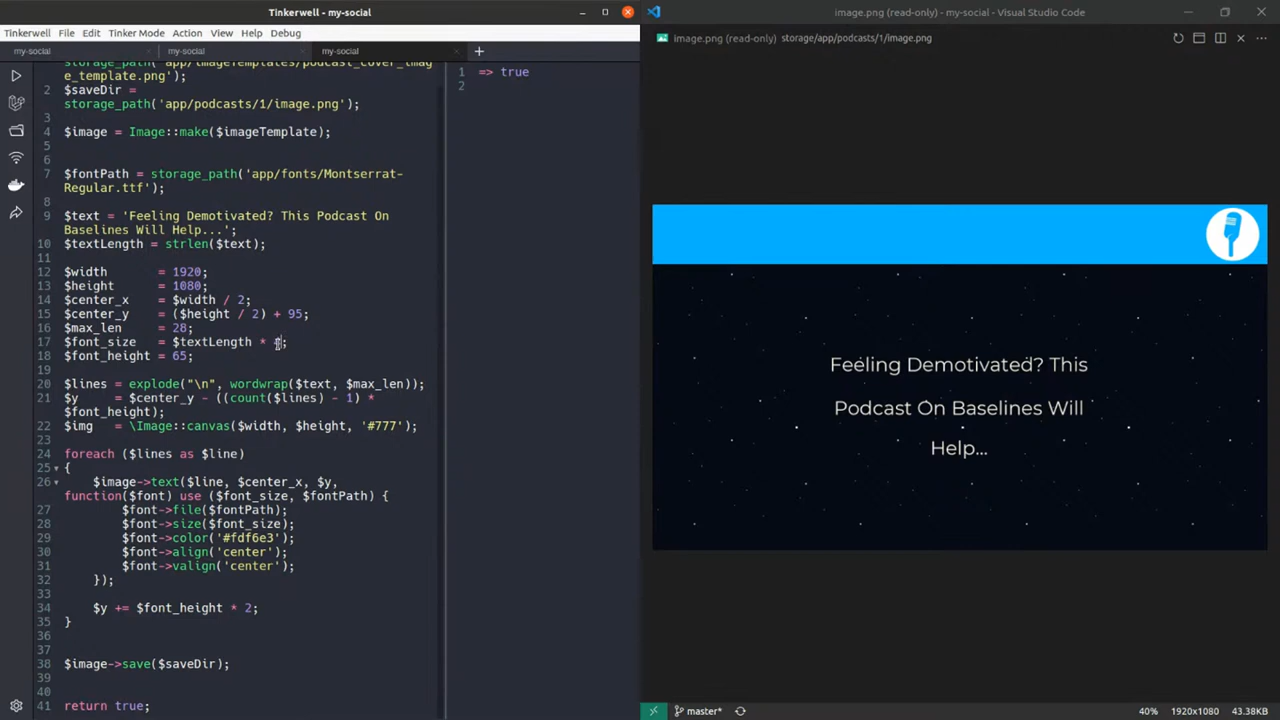 Tinkerwell - my-social
Tinkerwell File Edit Tinker Mode Action View Help Debug
my-social my-social my-social
storage_path('app/imageTemplates/podcast_cover_imag
e_template.png');
2 $saveDir =
storage_path('app/podcasts/1/image.png');
3
4 $image = Image::make($imageTemplate);
5
6
7 $fontPath = storage_path('app/fonts/Montserrat-
Regular.ttf');
8
9 $text = 'Feeling Demotivated? This Podcast On
Baselines Will Help...';
10 $textLength = strlen($text);
11
12 $width = 1920;
13 $height = 1080;
14 $center_x = $width / 2;
15 $center_y = ($height / 2) + 95;
16 $max_len = 28;
17 $font_size = $textLength * ;
18 $font_height = 65;
19
20 $lines = explode("\n", wordwrap($text, $max_len));
21 $y = $center_y - ((count($lines) - 1) *
$font_height);
22 $img = \Image::canvas($width, $height, '#777');
23
24 foreach ($lines as $line)
25 {
26 $image->text($line, $center_x, $y,
function($font) use ($font_size, $fontPath) {
27 $font->file($fontPath);
28 $font->size($font_size);
29 $font->color('#fdf6e3');
30 $font->align('center');
31 $font->valign('center');
32 });
33
34 $y += $font_height * 2;
35 }
36
37
38 $image->save($saveDir);
39
40
41 return true;
1 => true
2
image.png (read-only) - my-social - Visual Studio Code
image.png (read-only) storage/app/podcasts/1/image.png
Feeling Demotivated? This
Podcast On Baselines Will
Help...
master* 40% 1920x1080 43.38KB